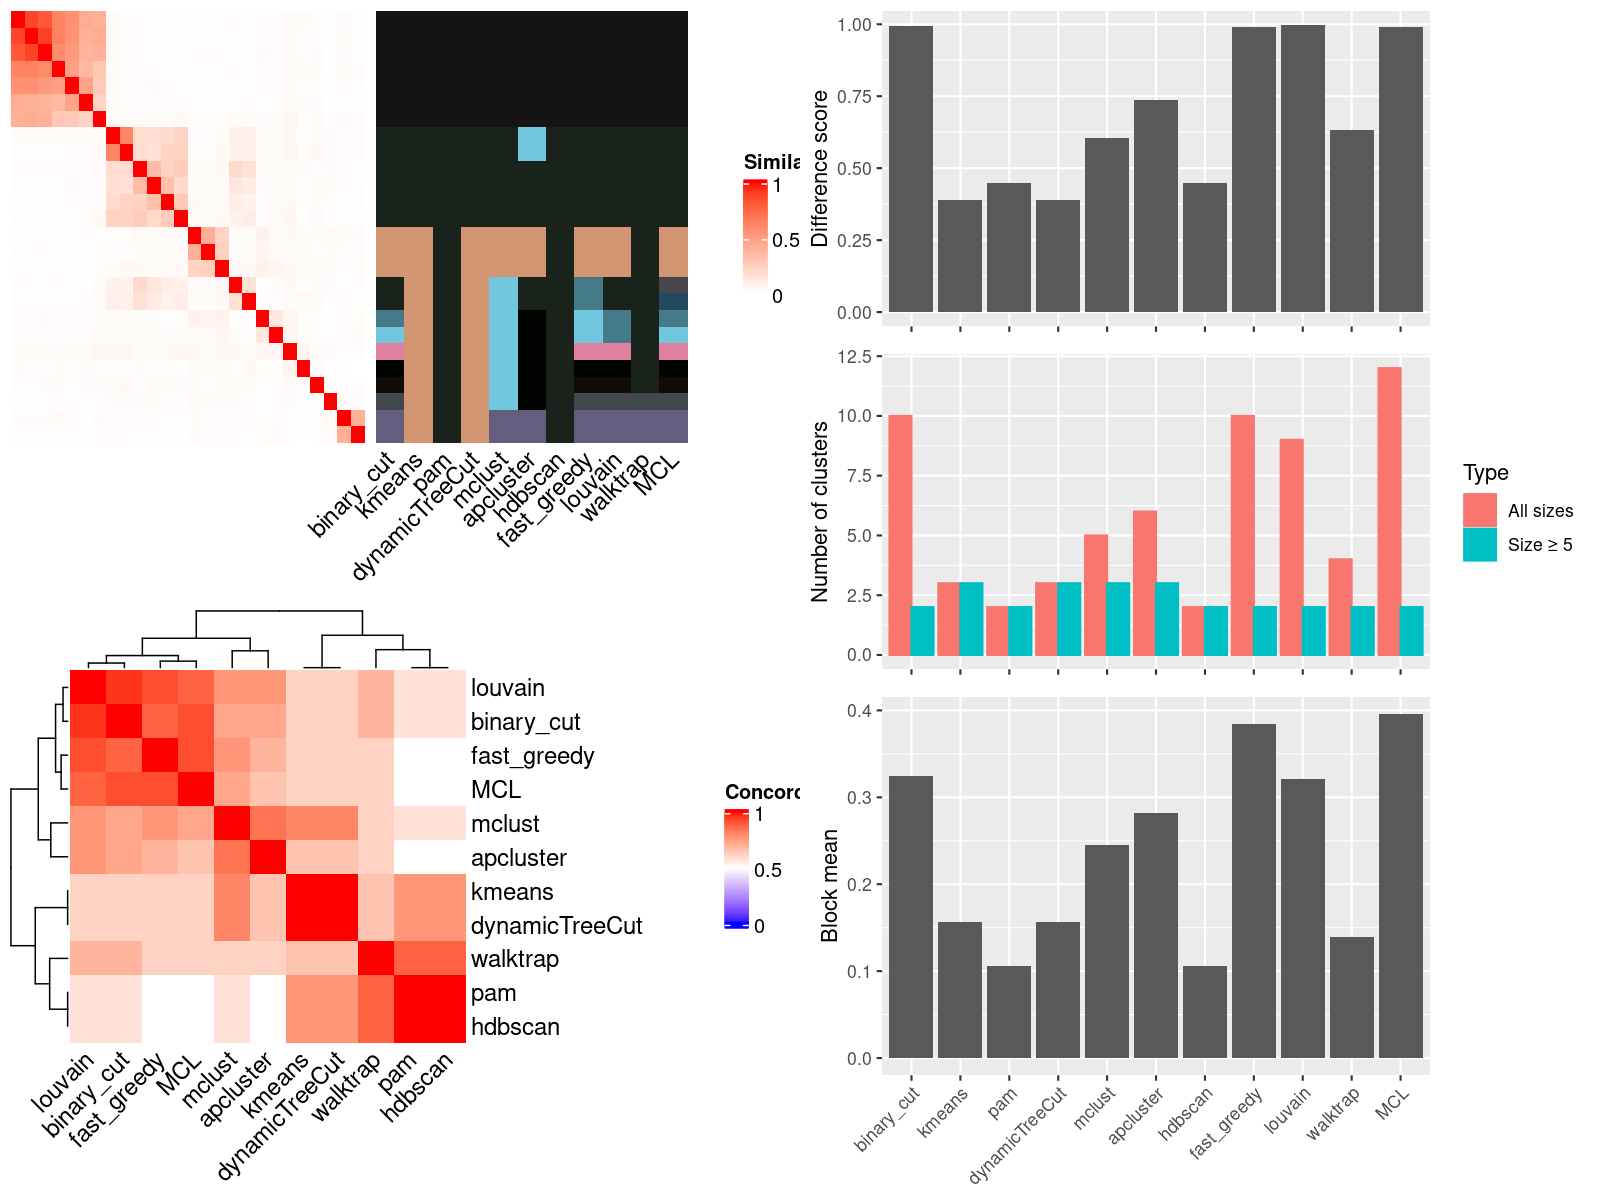 Simila
1
0.5
0
binary_cut
kmeans
pam
dynamicTreeCut
mclust
apcluster
hdbscan
fast_greedy
louvain
walktrap
MCL
Difference score
1.00
0.75
0.50
0.25
0.00
Number of clusters
12.5
10.0
7.5
5.0
2.5
0.0
Type
All sizes
Size ≥ 5
louvain
binary_cut
fast_greedy
MCL
mclust
apcluster
kmeans
dynamicTreeCut
walktrap
pam
hdbscan
louvain
binary_cut
fast_greedy
MCL
mclust
apcluster
kmeans
dynamicTreeCut
walktrap
pam
hdbscan
Concord
1
0.5
0
Block mean
0.4
0.3
0.2
0.1
0.0
binary_cut
kmeans
pam
dynamicTreeCut
mclust
apcluster
hdbscan
fast_greedy
louvain
walktrap
MCL